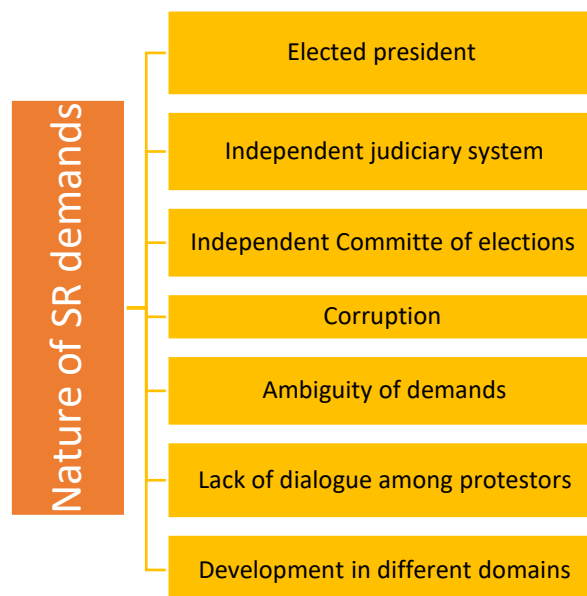 Nature of SR demands
Elected president
Independent judiciary system
Independent Committe of elections
Corruption
Ambiguity of demands
Lack of dialogue among protestors
Development in different domains